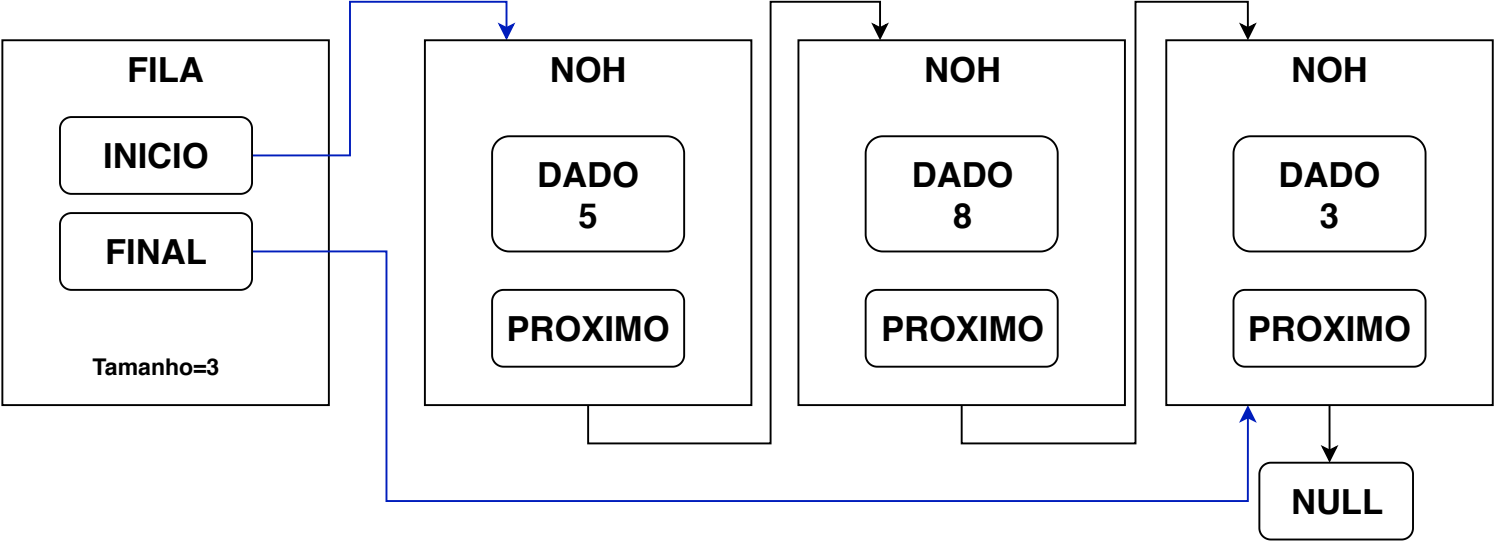 FILA
INICIO
FINAL
Tamanho=3
NOH
DADO
5
PROXIMO
NOH
DADO
8
PROXIMO
NOH
DADO
3
PROXIMO
NULL